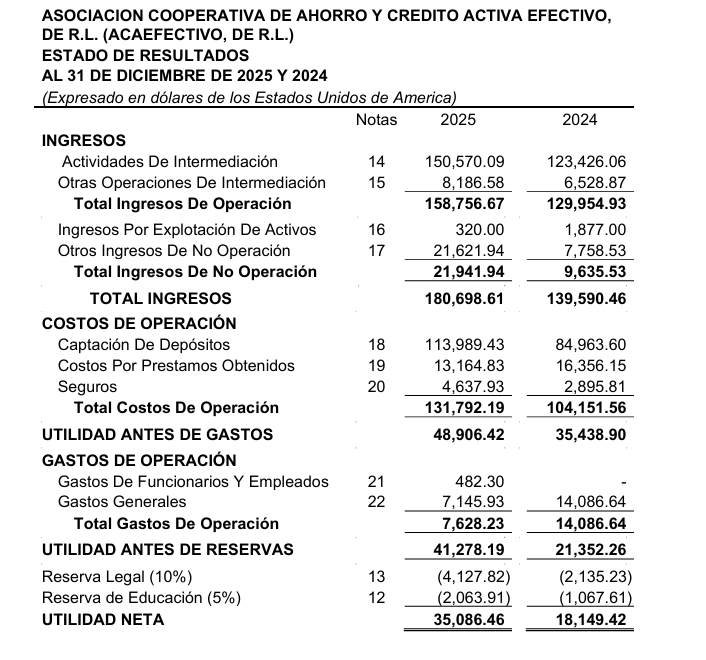 ASOCIACION COOPERATIVA DE AHORRO Y CREDITO ACTIVA EFECTIVO,
DE R.L. (ACAEFECTIVO, DE R.L.)
ESTADO DE RESULTADOS
AL 31 DE DICIEMBRE DE 2025 Y 2024
(Expresado en dólares de los Estados Unidos de America)
Notas 2025 2024
INGRESOS
Actividades De Intermediación 14 150,570.09 123,426.06
Otras Operaciones De Intermediación 15 8,186.58 6,528.87
Total Ingresos De Operación 158,756.67 129,954.93
Ingresos Por Explotación De Activos 16 320.00 1,877.00
Otros Ingresos De No Operación 17 21,621.94 7,758.53
Total Ingresos De No Operación 21,941.94 9,635.53
TOTAL INGRESOS 180,698.61 139,590.46
COSTOS DE OPERACIÓN
Captación De Depósitos 18 113,989.43 84,963.60
Costos Por Prestamos Obtenidos 19 13,164.83 16,356.15
Seguros 20 4,637.93 2,895.81
Total Costos De Operación 131,792.19 104,151.56
UTILIDAD ANTES DE GASTOS 48,906.42 35,438.90
GASTOS DE OPERACIÓN
Gastos De Funcionarios Y Empleados 21 482.30 -
Gastos Generales 22 7,145.93 14,086.64
Total Gastos De Operación 7,628.23 14,086.64
UTILIDAD ANTES DE RESERVAS 41,278.19 21,352.26
Reserva Legal (10%) 13 (4,127.82) (2,135.23)
Reserva de Educación (5%) 12 (2,063.91) (1,067.61)
UTILIDAD NETA 35,086.46 18,149.42